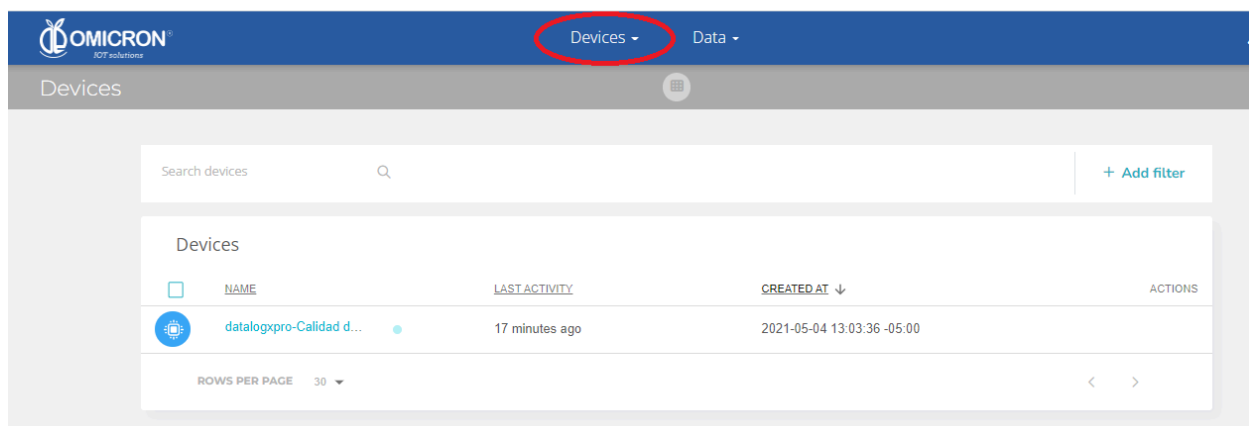 OMICRON®
IOT solutions
Devices
Data
Devices
Search devices
+ Add filter
Devices
NAME
LAST ACTIVITY
CREATED AT ↓
ACTIONS
datalogxpro-Calidad d...
17 minutes ago
2021-05-04 13:03:36 -05:00
ROWS PER PAGE 30
< >